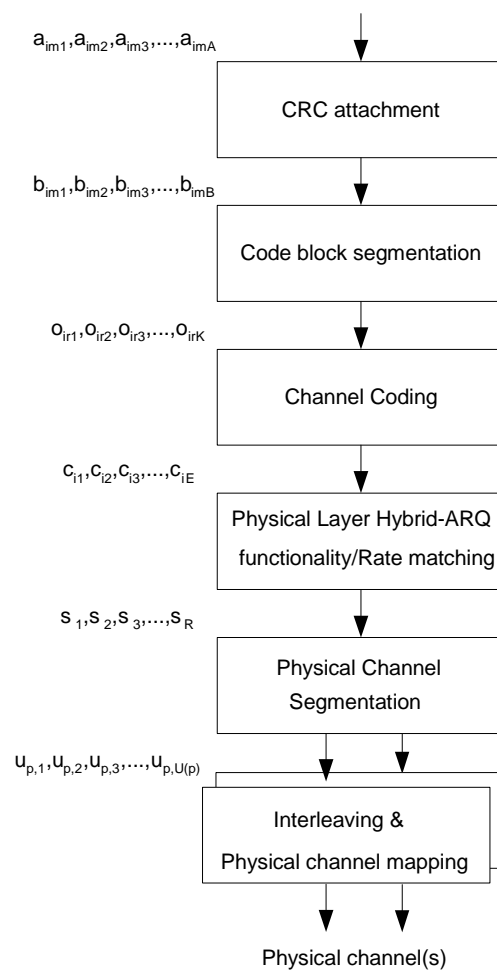 a_im1,a_im2,a_im3,...,a_imA
CRC attachment
b_im1,b_im2,b_im3,...,b_imB
Code block segmentation
o_ir1,o_ir2,o_ir3,...,o_irK
Channel Coding
c_i1,c_i2,c_i3,...,c_iE
Physical Layer Hybrid-ARQ
functionality/Rate matching
s_1,s_2,s_3,...,s_R
Physical Channel
Segmentation
u_p,1,u_p,2,u_p,3,...,u_p,U(p)
Interleaving &
Physical channel mapping
Physical channel(s)